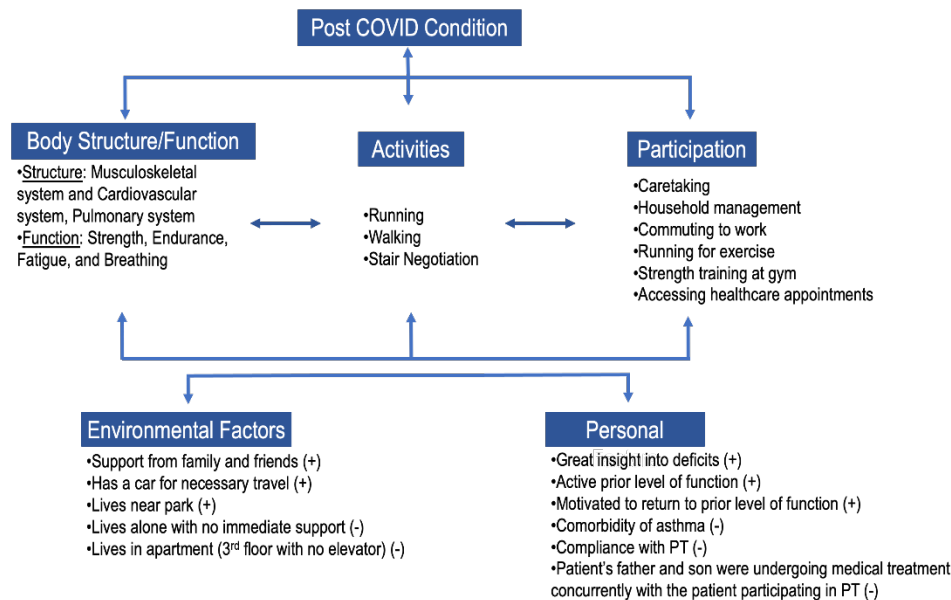 Post COVID Condition
Body Structure/Function
•Structure: Musculoskeletal
system and Cardiovascular
system, Pulmonary system
•Function: Strength, Endurance,
Fatigue, and Breathing
Activities
•Running
•Walking
•Stair Negotiation
Participation
•Caretaking
•Household management
•Commuting to work
•Running for exercise
•Strength training at gym
•Accessing healthcare appointments
Environmental Factors
•Support from family and friends (+)
•Has a car for necessary travel (+)
•Lives near park (+)
•Lives alone with no immediate support (-)
•Lives in apartment (3rd floor with no elevator) (-)
Personal
•Great insight into deficits (+)
•Active prior level of function (+)
•Motivated to return to prior level of function (+)
•Comorbidity of asthma (-)
•Compliance with PT (-)
•Patient's father and son were undergoing medical treatment
concurrently with the patient participating in PT (-)